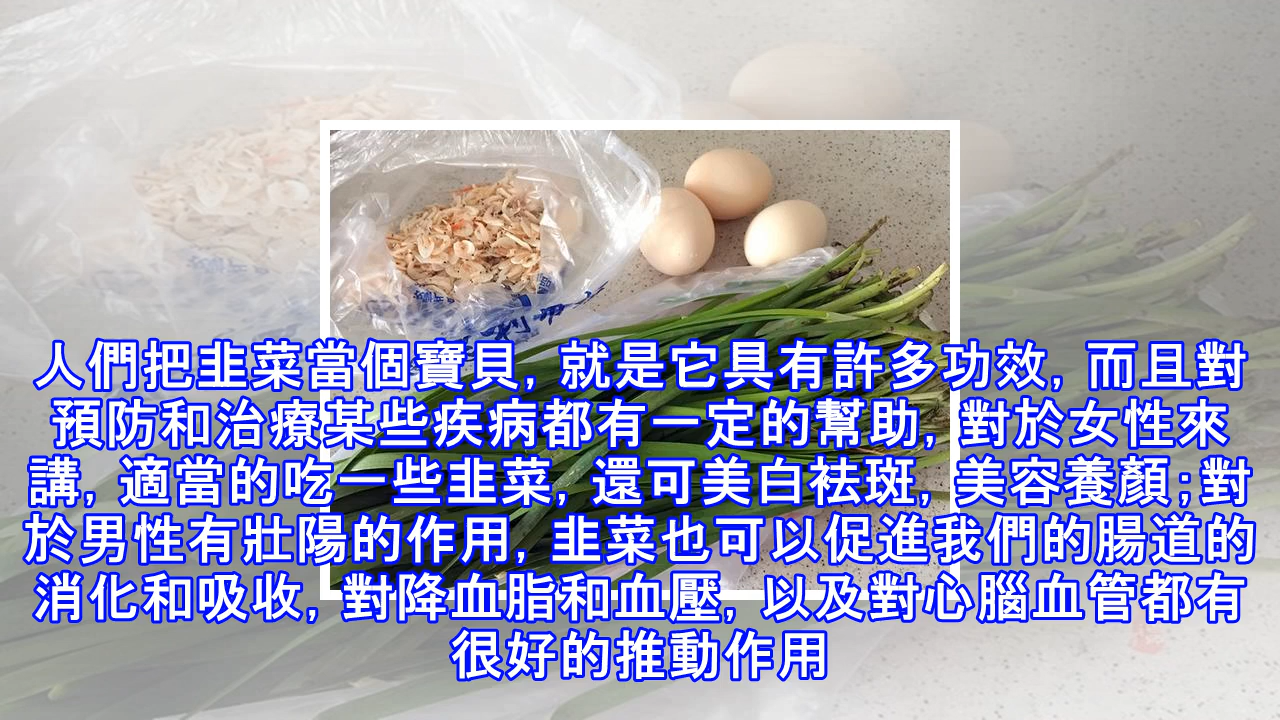 人們把韭菜當個寶貝, 就是它具有許多功效, 而且對
預防和治療某些疾病都有一定的幫助, 對於女性來
講, 適當的吃一些韭菜, 還可美白袪斑, 美容養顏;對
於男性有壯陽的作用, 韭菜也可以促進我們的腸道的
消化和吸收, 對降血脂和血壓, 以及對心腦血管都有
很好的推動作用